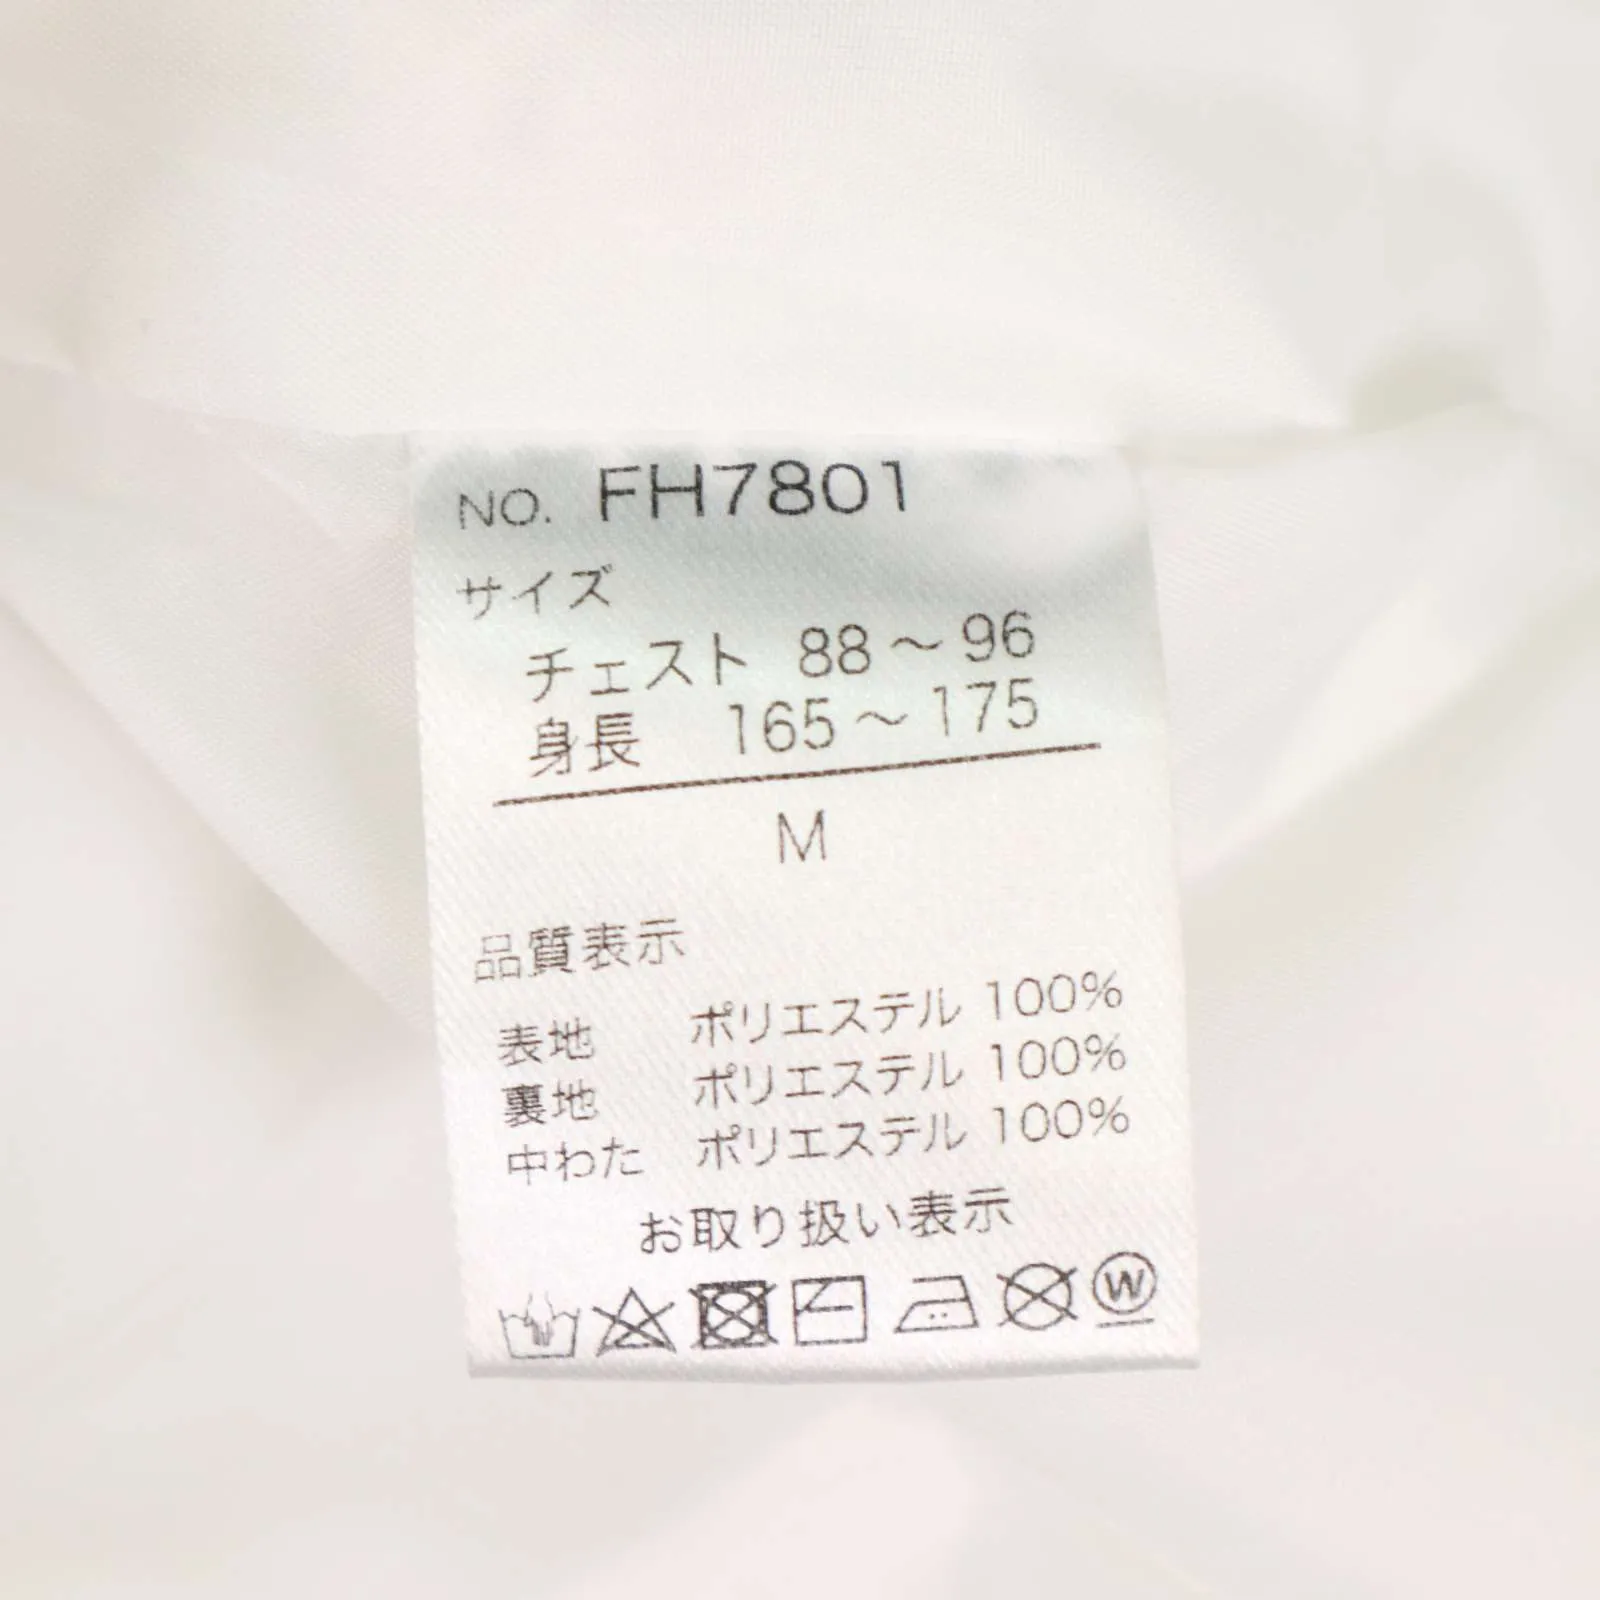 NO. FH7801
サイズ
チェスト 88～96
身長 165～175
M
品質表示
表地 ポリエステル 100%
裏地 ポリエステル 100%
中わた ポリエステル 100%
お取り扱い表示
W